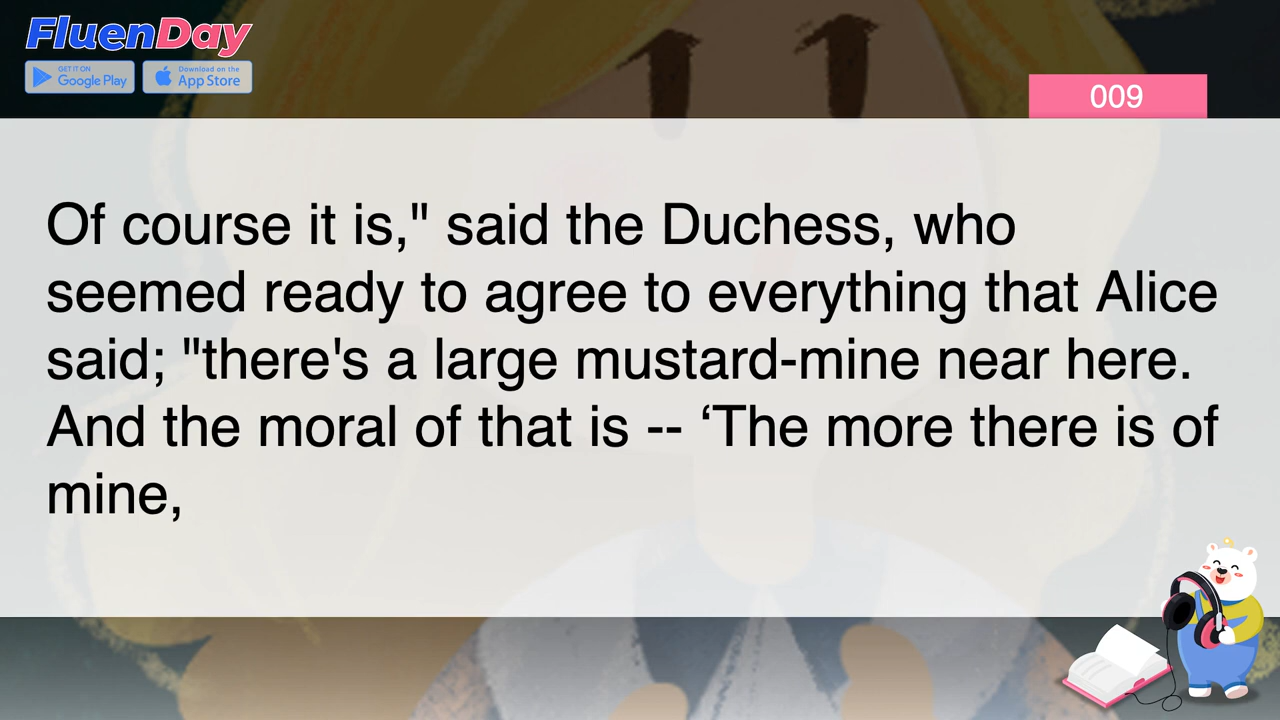 FluenDay
GET IT ON
Google Play
Download on the
App Store
009
Of course it is," said the Duchess, who
seemed ready to agree to everything that Alice
said; "there's a large mustard-mine near here.
And the moral of that is -- ‘The more there is of
mine,